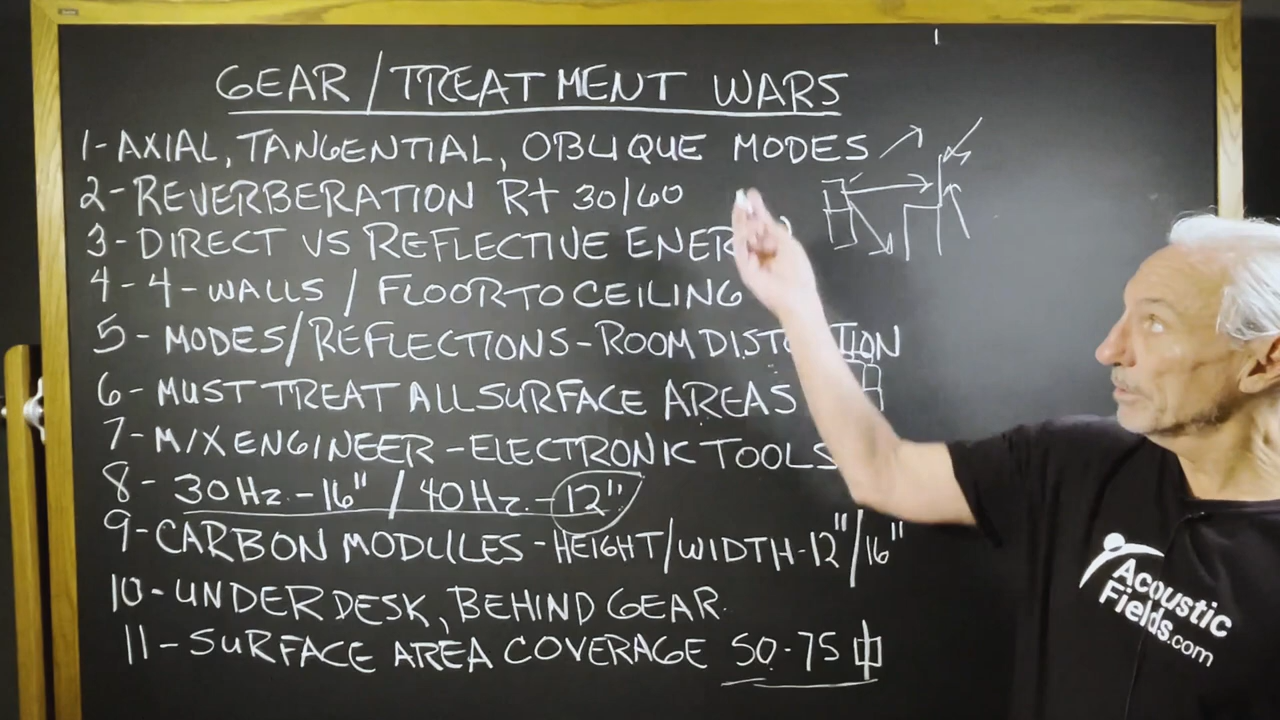 GEAR/TREATMENT WARS
1-AXIAL, TANGENTIAL, OBLIQUE MODES
2-REVERBERATION Rt 30/60
3-DIRECT VS REFLECTIVE
4-4-WALLS / FLOOR TO CEILING
5-MODES/REFLECTIONS-ROOM DISTORTION
6-MUST TREAT ALL SURFACE AREAS
7-MIX ENGINEER-ELECTRONIC TOOLS
8-30Hz.-16"/40Hz.-12"
9-CARBON MODULES-HEIGHT/WIDTH-12"/16"
10-UNDER DESK, BEHIND GEAR.
11-SURFACE AREA COVERAGE 50-75
Acoustic
Fields.com